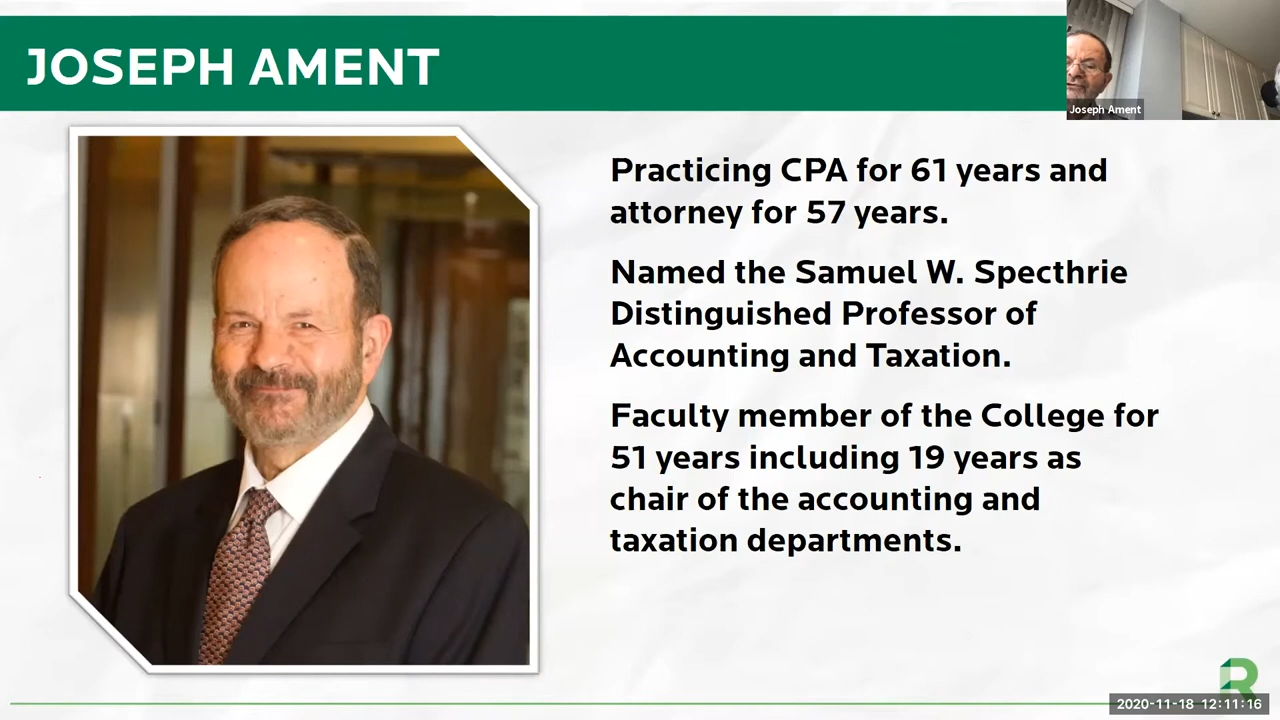 JOSEPH AMENT
Joseph Ament
Practicing CPA for 61 years and
attorney for 57 years.
Named the Samuel W. Specthrie
Distinguished Professor of
Accounting and Taxation.
Faculty member of the College for
51 years including 19 years as
chair of the accounting and
taxation departments.
R
2020-11-18 12:11:16